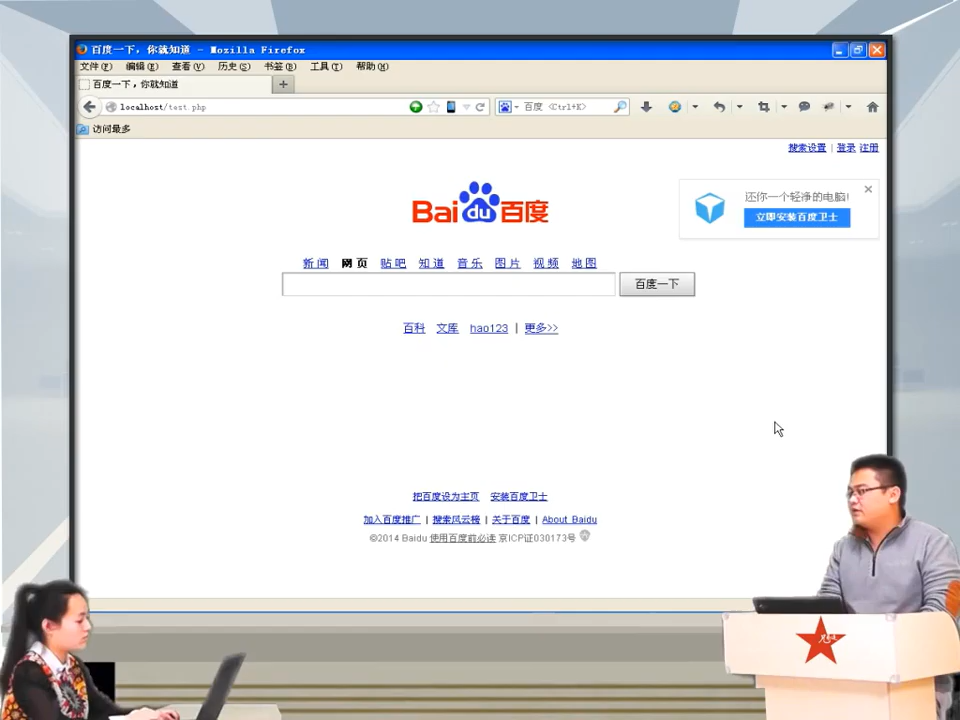 百度一下，你就知道 - Mozilla Firefox
文件(F) 编辑(E) 查看(V) 历史(S) 书签(B) 工具(T) 帮助(H)
百度一下，你就知道
localhost/test.php 百度 <Ctrl+K>
访问最多
搜索设置 | 登录 注册
Baidu百度
还你一个轻净的电脑!
立即安装百度卫士
新闻 网页 贴吧 知道 音乐 图片 视频 地图
百度一下
百科 文库 hao123 | 更多>>
把百度设为主页 安装百度卫士
加入百度推广 | 搜索风云榜 | 关于百度 | About Baidu
©2014 Baidu 使用百度前必读 京ICP证030173号